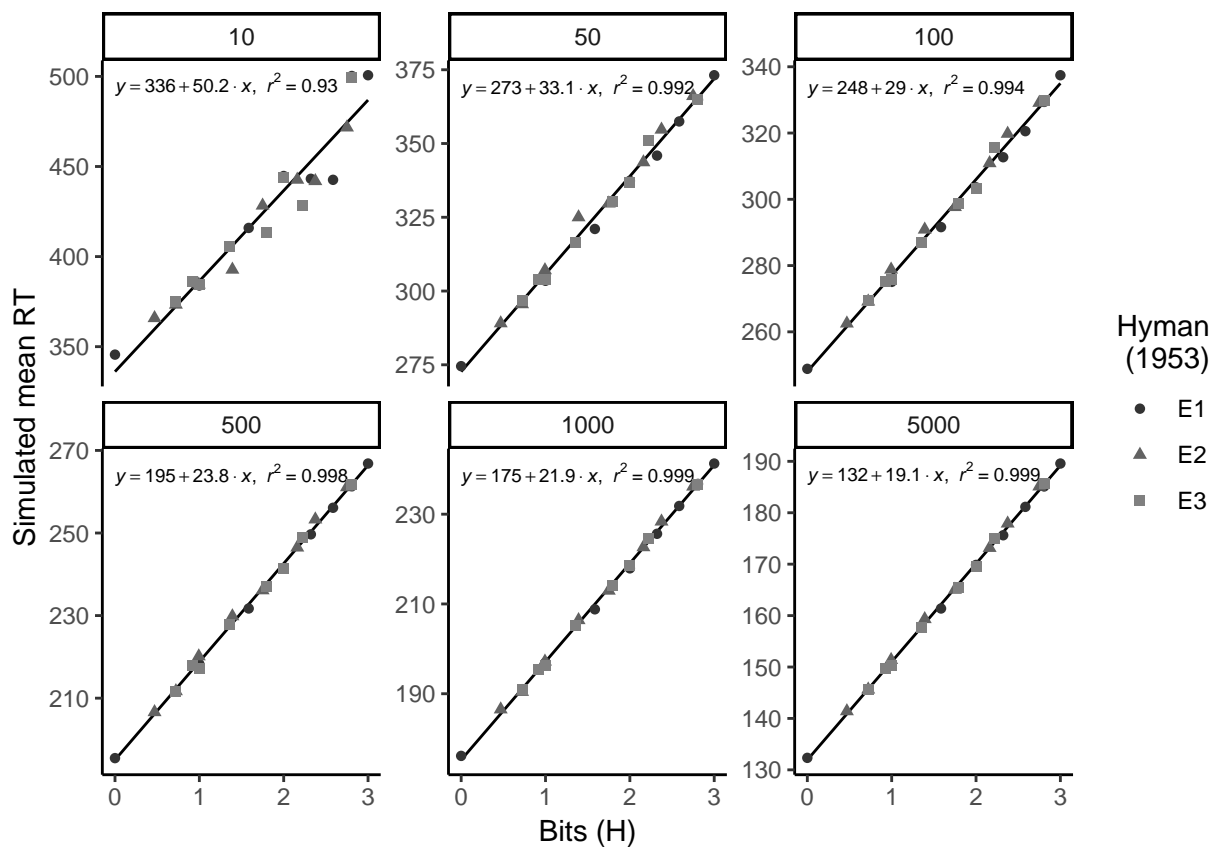 10
50
100
y = 336 + 50.2 · x, r² = 0.93
y = 273 + 33.1 · x, r² = 0.992
y = 248 + 29 · x, r² = 0.994
500
450
400
350
375
350
325
300
275
340
320
300
280
260
500
1000
5000
y = 195 + 23.8 · x, r² = 0.998
y = 175 + 21.9 · x, r² = 0.999
y = 132 + 19.1 · x, r² = 0.999
270
250
230
210
230
210
190
190
180
170
160
150
140
130
0 1 2 3
0 1 2 3
0 1 2 3
Bits (H)
Simulated mean RT
Hyman
(1953)
E1
E2
E3